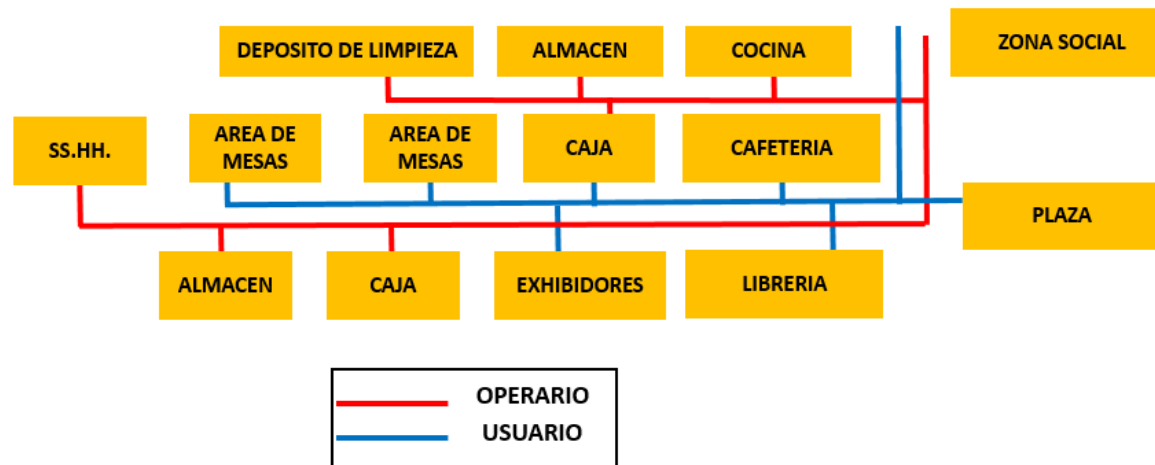 DEPOSITO DE LIMPIEZA
ALMACEN
COCINA
ZONA SOCIAL
SS.HH.
AREA DE
MESAS
AREA DE
MESAS
CAJA
CAFETERIA
PLAZA
ALMACEN
CAJA
EXHIBIDORES
LIBRERIA
OPERARIO
USUARIO